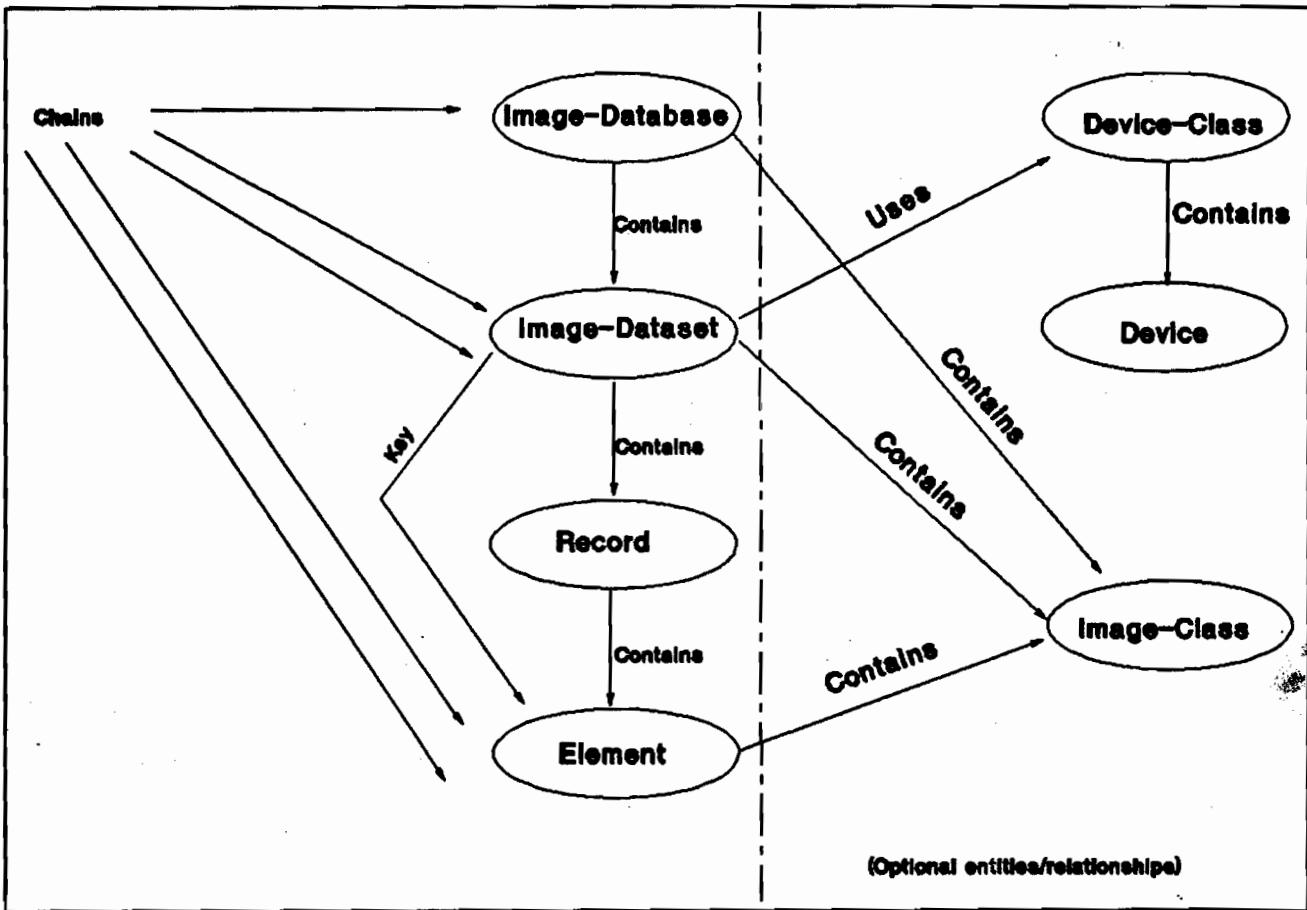 Chains
Image-Database
Device-Class
Contains
Uses
Contains
Image-Dataset
Device
Key
Contains
Contains
Contains
Record
Image-Class
Contains
Contains
Element
(Optional entities/relationships)